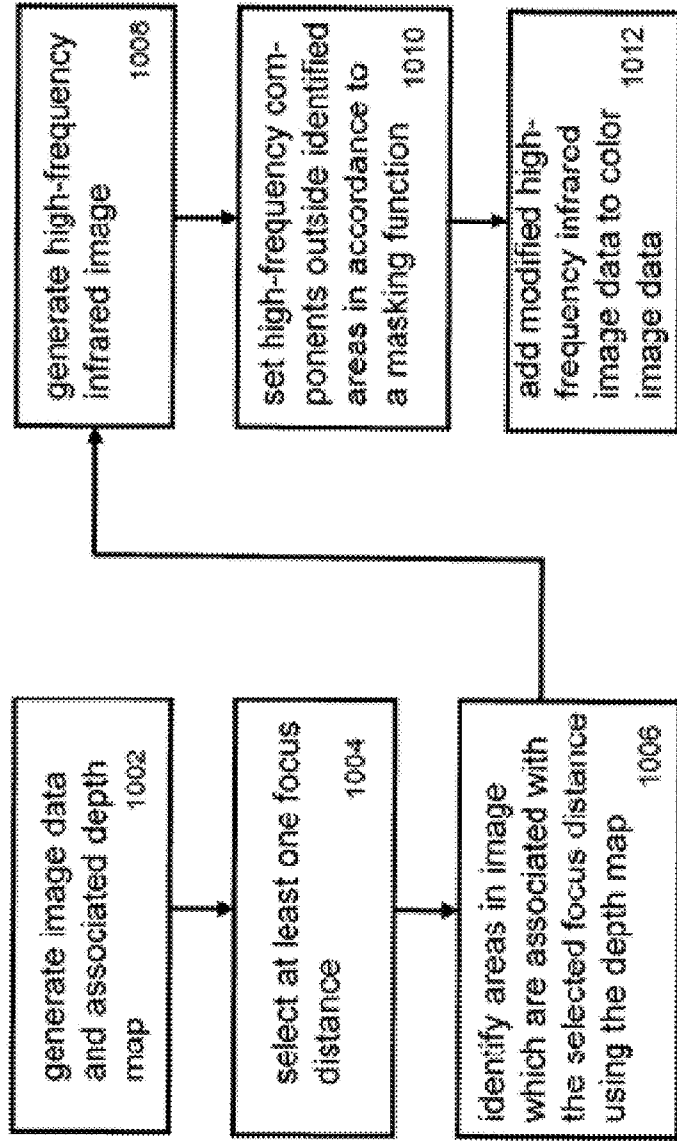 generate image data
and associated depth
map 1002
select at least one focus
distance 1004
identify areas in image
which are associated with
the selected focus distance
using the depth map 1006
generate high-frequency
infrared image 1008
set high-frequency com-
ponents outside identified
areas in accordance to
a masking function 1010
add modified high-
frequency infrared
image data to color
image data 1012